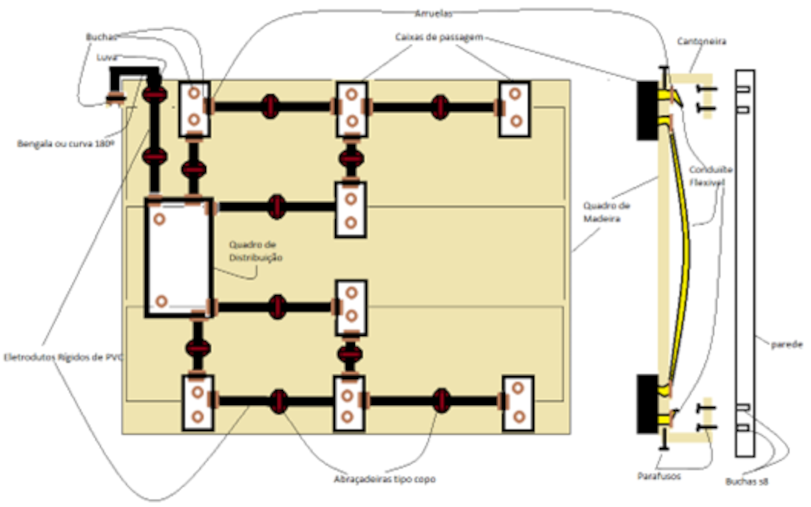 Arruelas
Buchas
Caixas de passagem
Cantoneira
Luva
Bengala ou curva 180º
Conduíte
Flexível
Quadro de
Madeira
Quadro de
Distribuição
parede
Eletrodutos Rígidos de PVC
Abraçadeiras tipo copo
Parafusos
Buchas s8